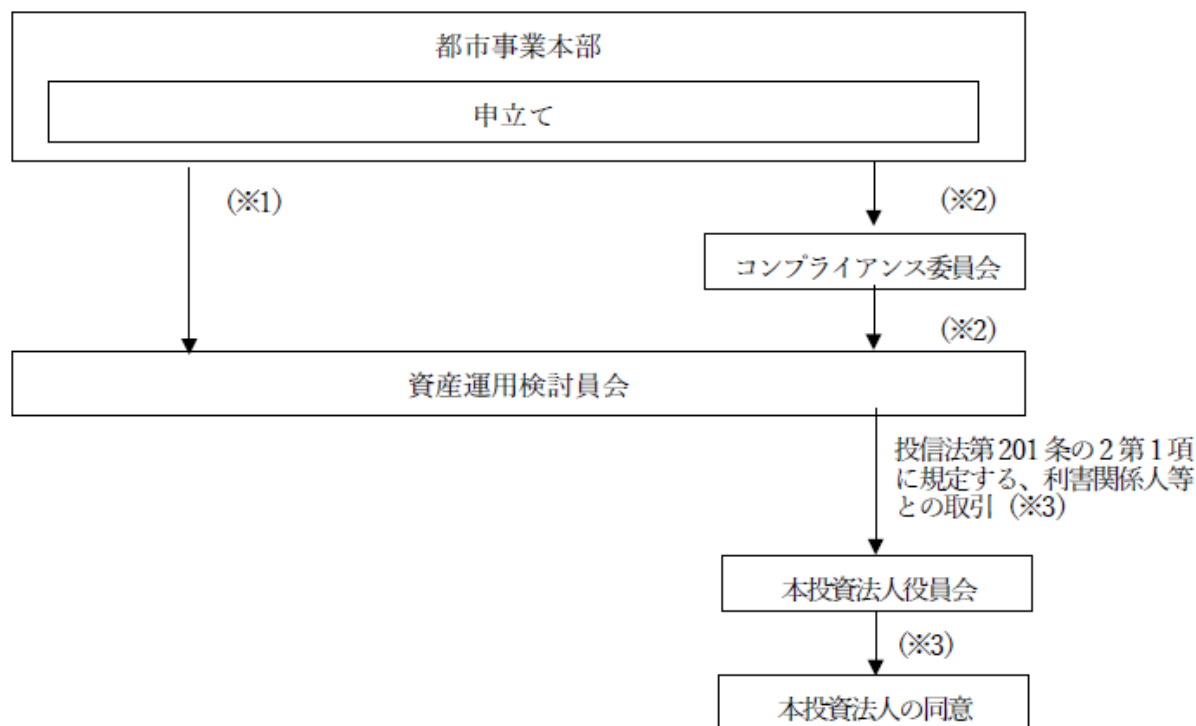 都市事業本部
申立て
(※1)
(※2)
コンプライアンス委員会
(※2)
資産運用検討員会
投信法第201条の2第1項
に規定する、利害関係人等
との取引（※3）
本投資法人役員会
(※3)
本投資法人の同意